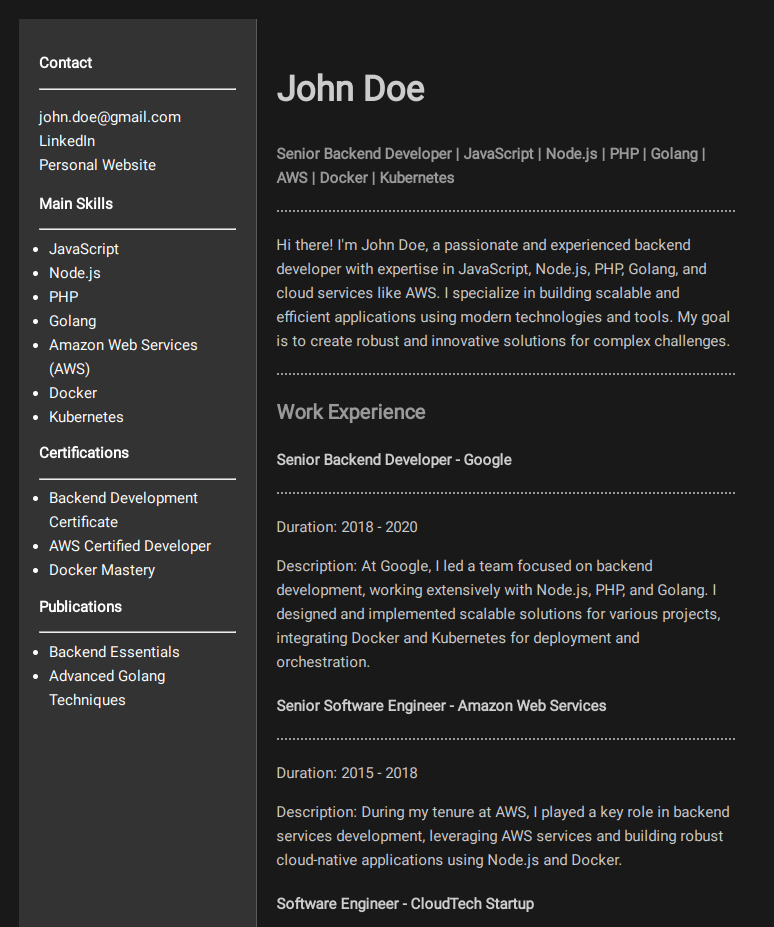 Contact
john.doe@gmail.com
LinkedIn
Personal Website
Main Skills
JavaScript
Node.js
PHP
Golang
Amazon Web Services
(AWS)
Docker
Kubernetes
Certifications
Backend Development
Certificate
AWS Certified Developer
Docker Mastery
Publications
Backend Essentials
Advanced Golang
Techniques
John Doe
Senior Backend Developer | JavaScript | Node.js | PHP | Golang |
AWS | Docker | Kubernetes
Hi there! I'm John Doe, a passionate and experienced backend
developer with expertise in JavaScript, Node.js, PHP, Golang, and
cloud services like AWS. I specialize in building scalable and
efficient applications using modern technologies and tools. My goal
is to create robust and innovative solutions for complex challenges.
Work Experience
Senior Backend Developer - Google
Duration: 2018 - 2020
Description: At Google, I led a team focused on backend
development, working extensively with Node.js, PHP, and Golang. I
designed and implemented scalable solutions for various projects,
integrating Docker and Kubernetes for deployment and
orchestration.
Senior Software Engineer - Amazon Web Services
Duration: 2015 - 2018
Description: During my tenure at AWS, I played a key role in backend
services development, leveraging AWS services and building robust
cloud-native applications using Node.js and Docker.
Software Engineer - CloudTech Startup